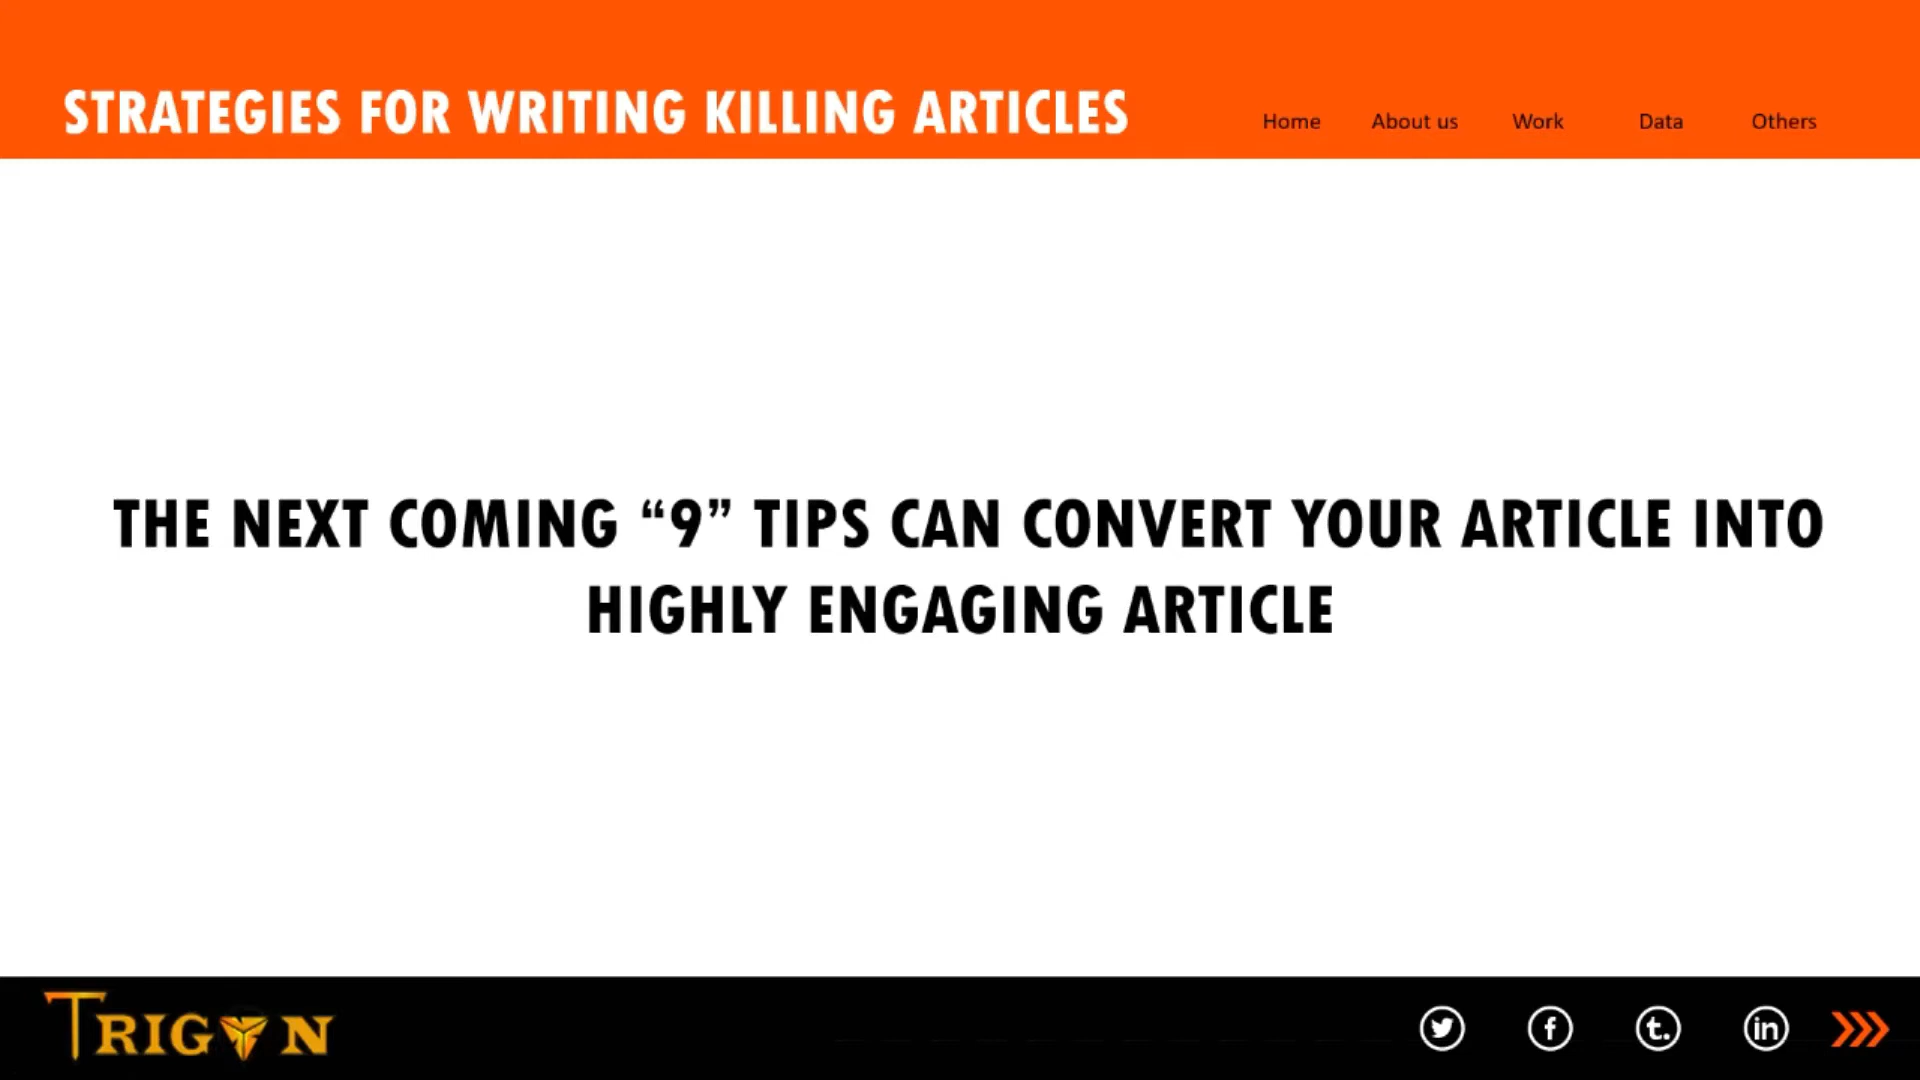 STRATEGIES FOR WRITING KILLING ARTICLES
Home About us Work Data Others
THE NEXT COMING “9” TIPS CAN CONVERT YOUR ARTICLE INTO
HIGHLY ENGAGING ARTICLE
TRIGON